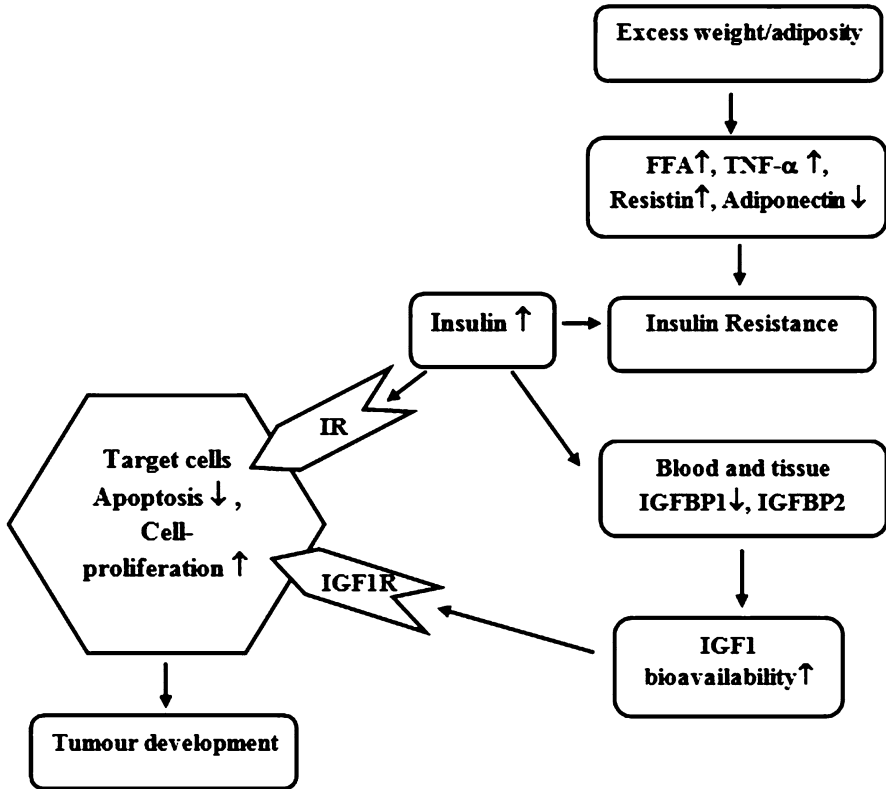 Excess weight/adiposity
FFA↑, TNF-α ↑,
Resistin↑, Adiponectin ↓
Insulin ↑
Insulin Resistance
IR
Target cells
Apoptosis ↓ ,
Cell-
proliferation ↑
Blood and tissue
IGFBP1↓, IGFBP2
IGF1R
IGF1
bioavailability↑
Tumour development